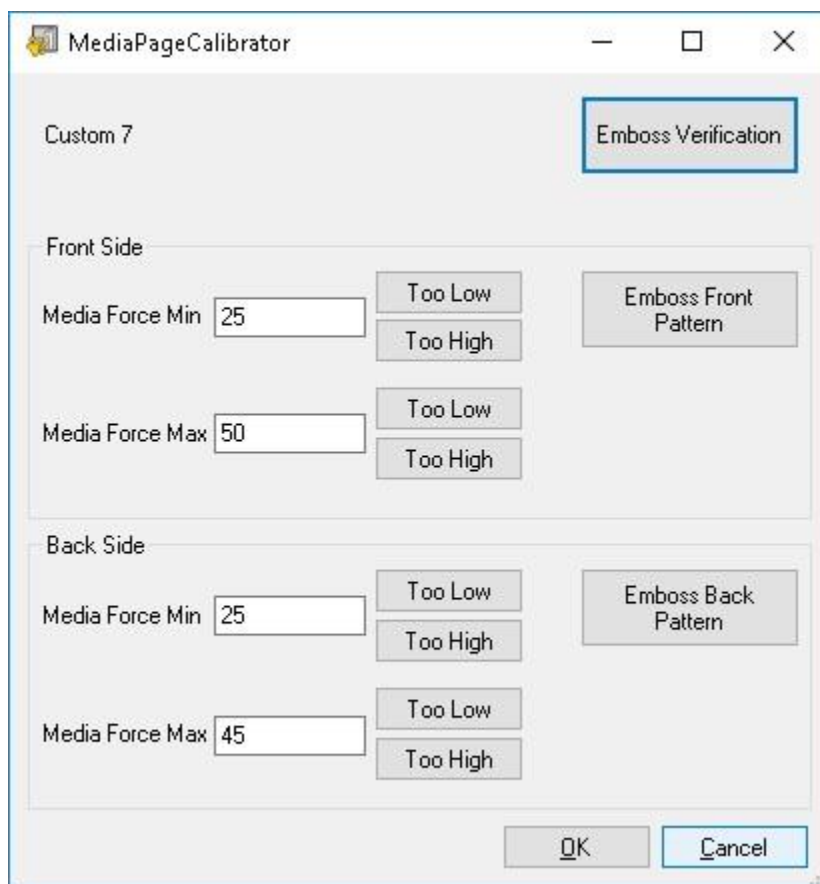 MediaPageCalibrator
Custom 7
Emboss Verification
Front Side
Media Force Min 25
Too Low
Too High
Emboss Front
Pattern
Media Force Max 50
Too Low
Too High
Back Side
Media Force Min 25
Too Low
Too High
Emboss Back
Pattern
Media Force Max 45
Too Low
Too High
OK
Cancel